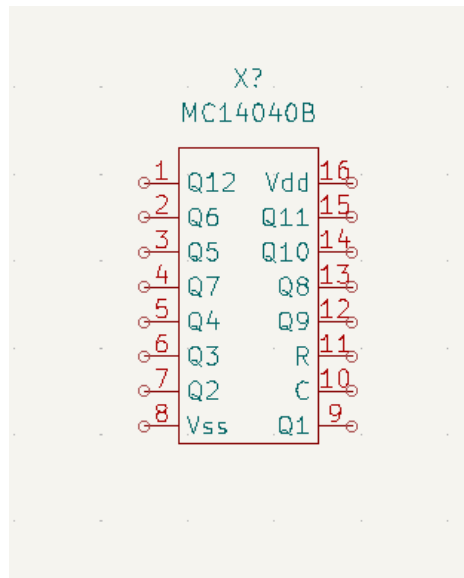 X?
MC14040B
1 Q12 Vdd 16
2 Q6 Q11 15
3 Q5 Q10 14
4 Q7 Q8 13
5 Q4 Q9 12
6 Q3 R 11
7 Q2 C 10
8 Vss Q1 9